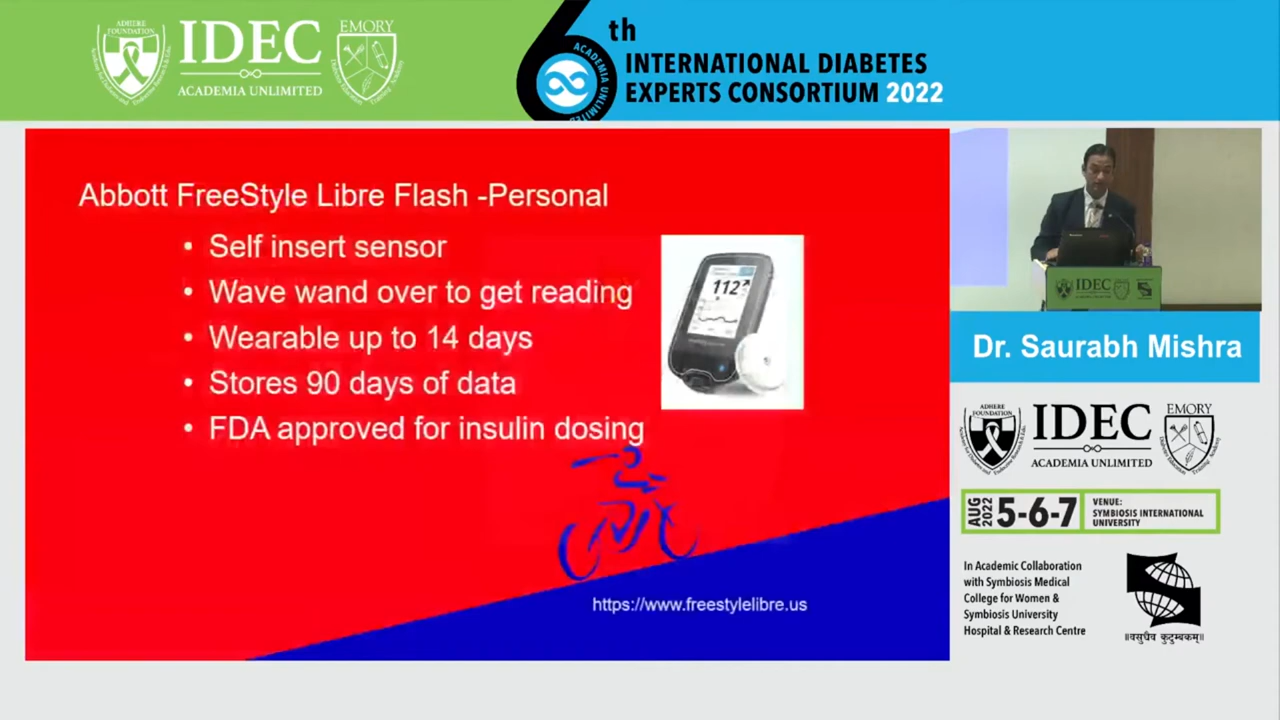 ADHERE
FOUNDATION
IDEC
ACADEMIA UNLIMITED
EMORY
6th
ACADEMIA UNLIMITED
INTERNATIONAL DIABETES
EXPERTS CONSORTIUM 2022
Abbott FreeStyle Libre Flash -Personal
• Self insert sensor
• Wave wand over to get reading
• Wearable up to 14 days
• Stores 90 days of data
• FDA approved for insulin dosing
112
https://www.freestylelibre.us
IDEC
Dr. Saurabh Mishra
ADHERE
FOUNDATION
IDEC
ACADEMIA UNLIMITED
EMORY
AUG 2022
5-6-7
VENUE:
SYMBIOSIS INTERNATIONAL
UNIVERSITY
In Academic Collaboration
with Symbiosis Medical
College for Women &
Symbiosis University
Hospital & Research Centre
॥वसुधैव कुटुम्बकम्॥